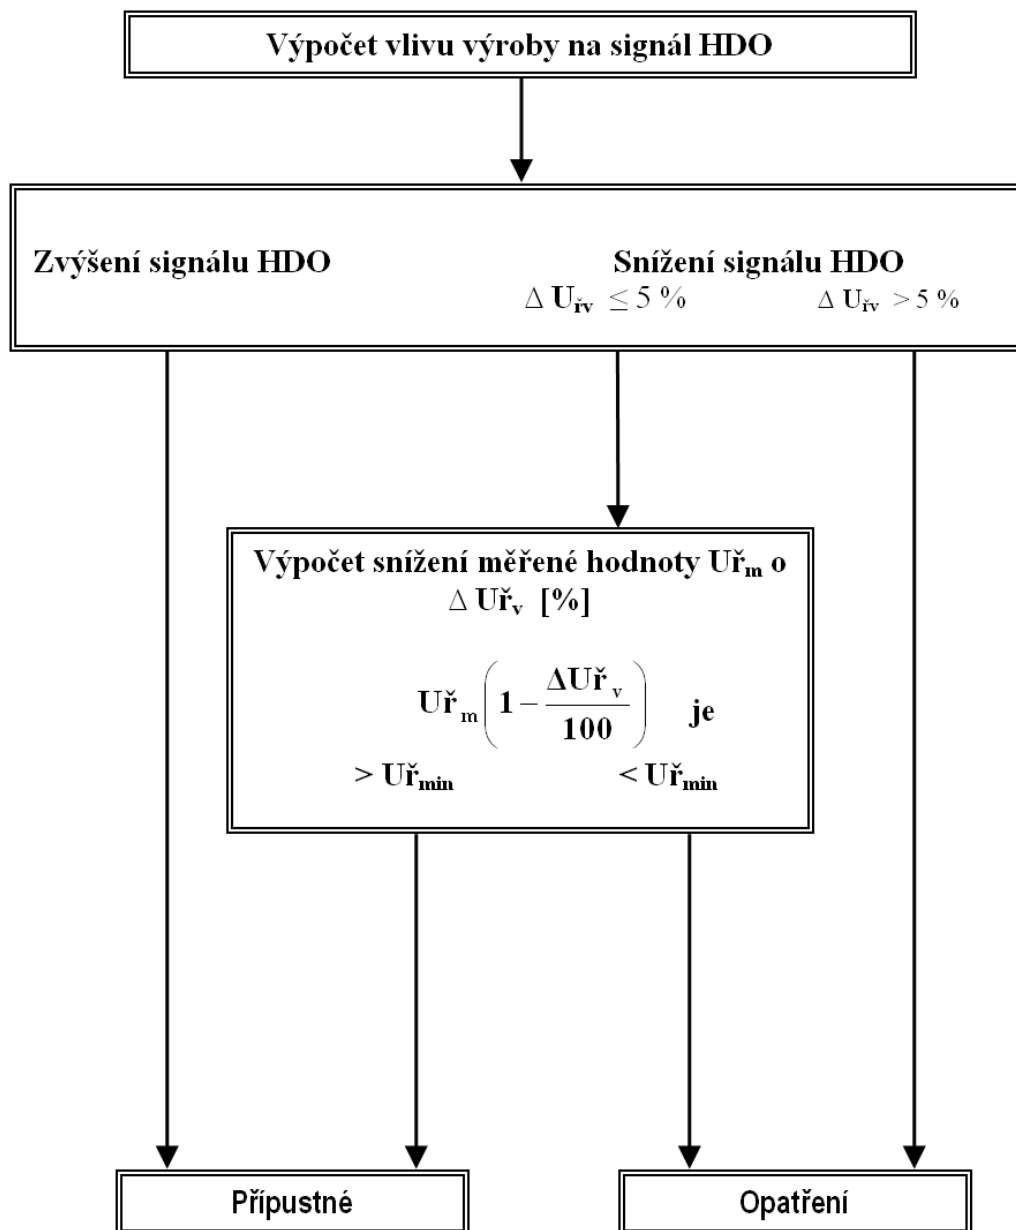 Výpočet vlivu výroby na signál HDO
Zvýšení signálu HDO Snížení signálu HDO
Δ Uřv ≤ 5 % Δ Uřv > 5 %
Výpočet snížení měřené hodnoty Uřm o
Δ Uřv [%]
Uřm (1 − ΔUřv / 100) je
> Uřmin < Uřmin
Přípustné Opatření